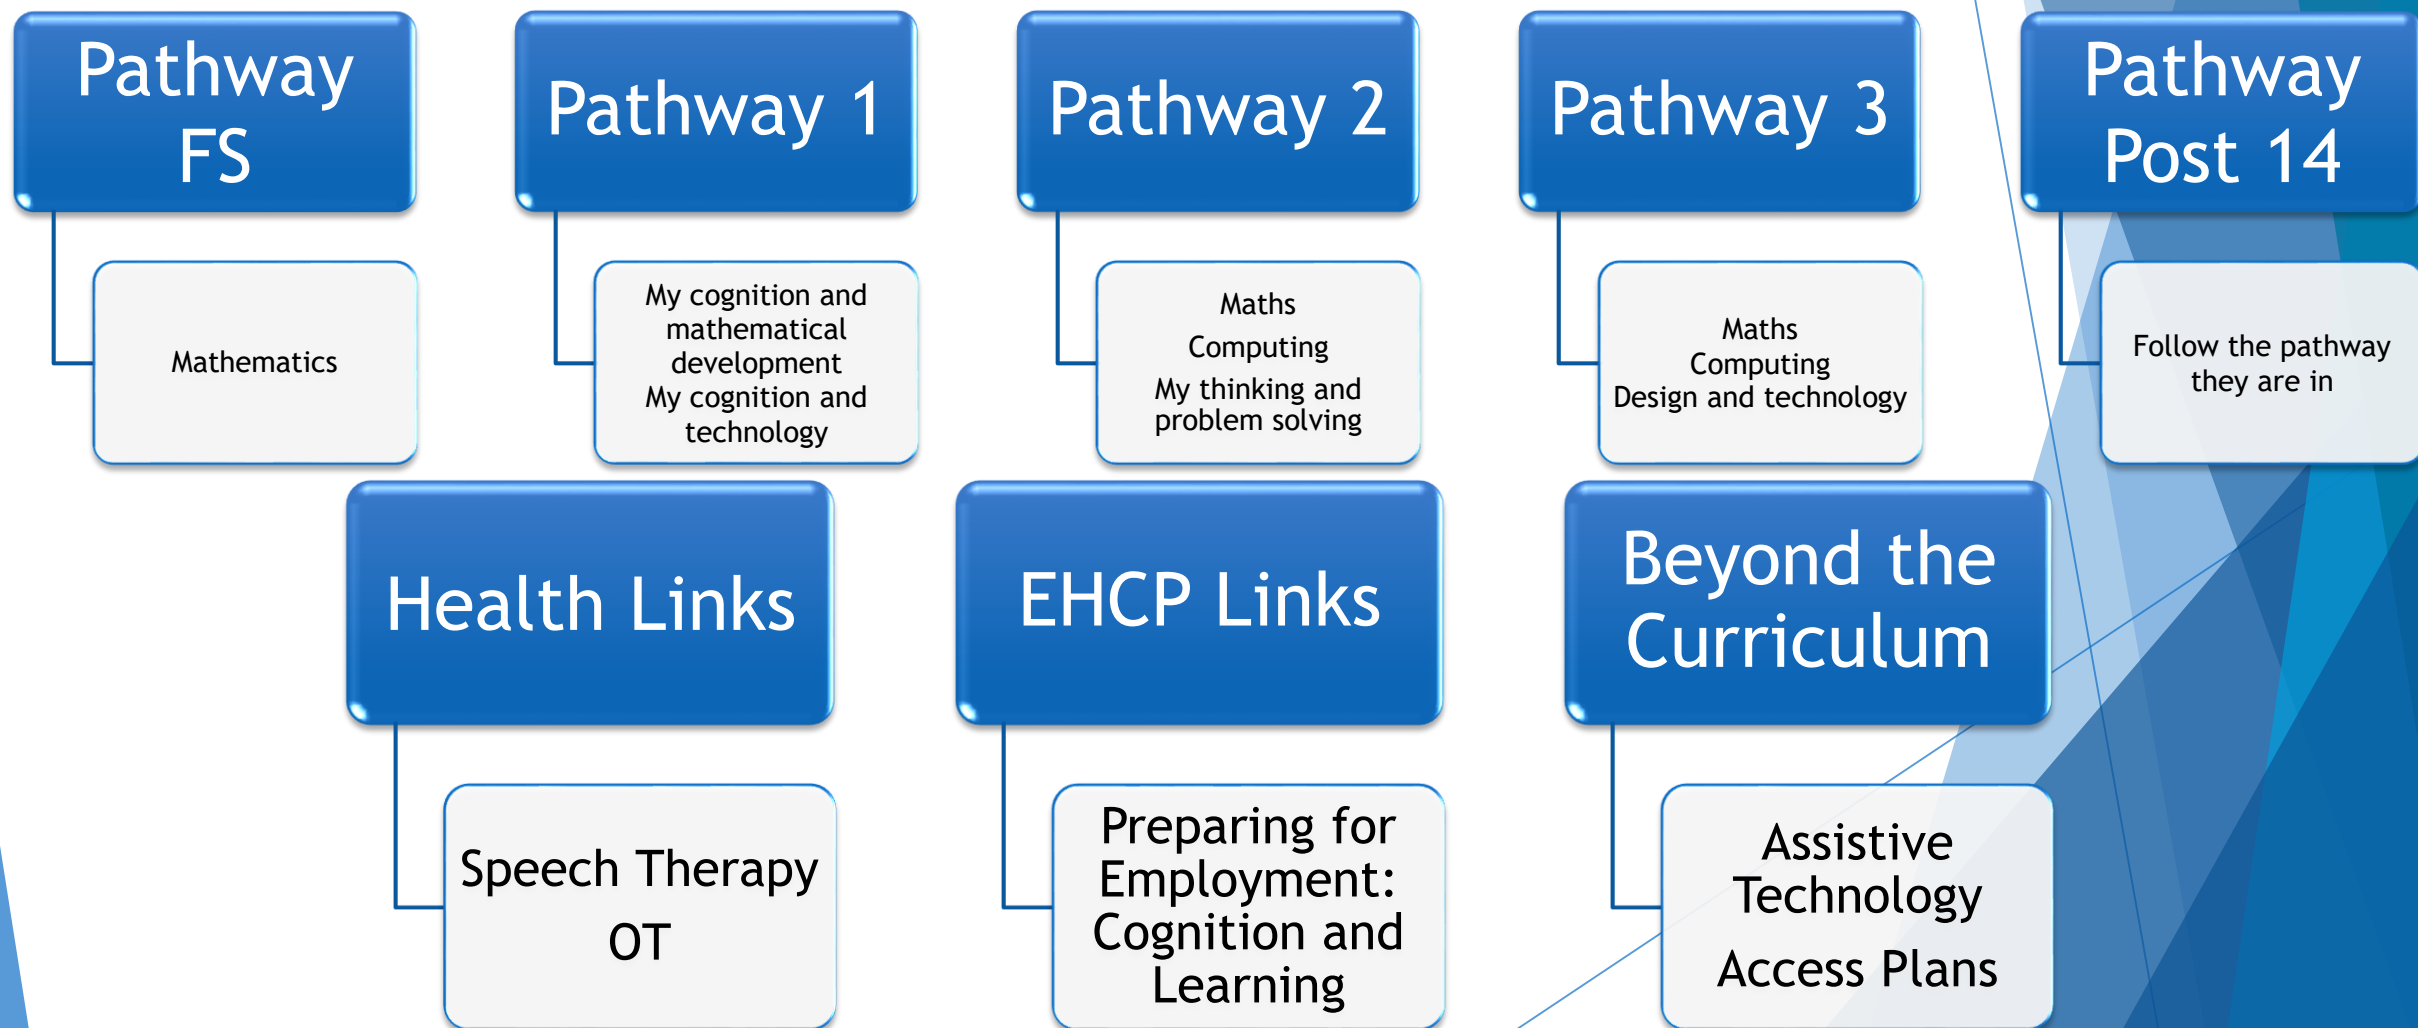 Pathway
FS
Mathematics
Pathway 1
My cognition and
mathematical
development
My cognition and
technology
Pathway 2
Maths
Computing
My thinking and
problem solving
Pathway 3
Maths
Computing
Design and technology
Pathway
Post 14
Follow the pathway
they are in
Health Links
Speech Therapy
OT
EHCP Links
Preparing for
Employment:
Cognition and
Learning
Beyond the
Curriculum
Assistive
Technology
Access Plans